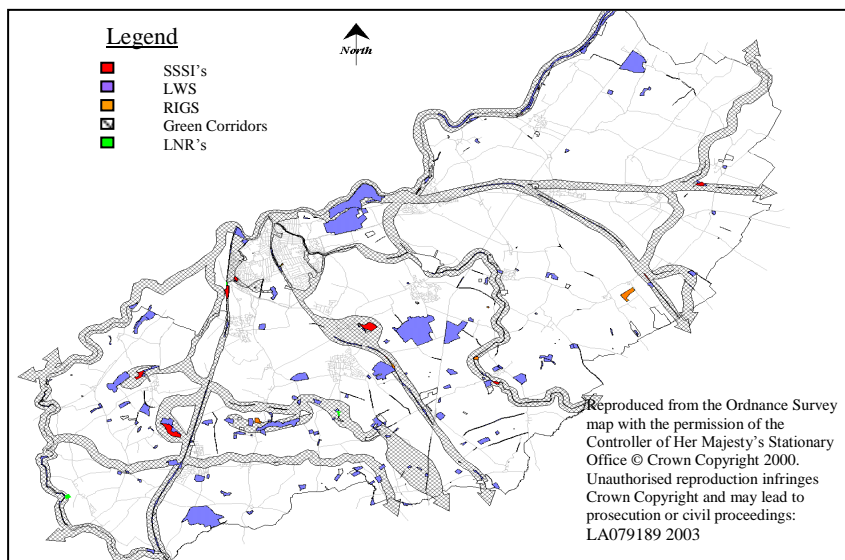 Legend
North
SSSI's
LWS
RIGS
Green Corridors
LNR's
Reproduced from the Ordnance Survey
map with the permission of the
Controller of Her Majesty's Stationary
Office © Crown Copyright 2000.
Unauthorised reproduction infringes
Crown Copyright and may lead to
prosecution or civil proceedings:
LA079189 2003